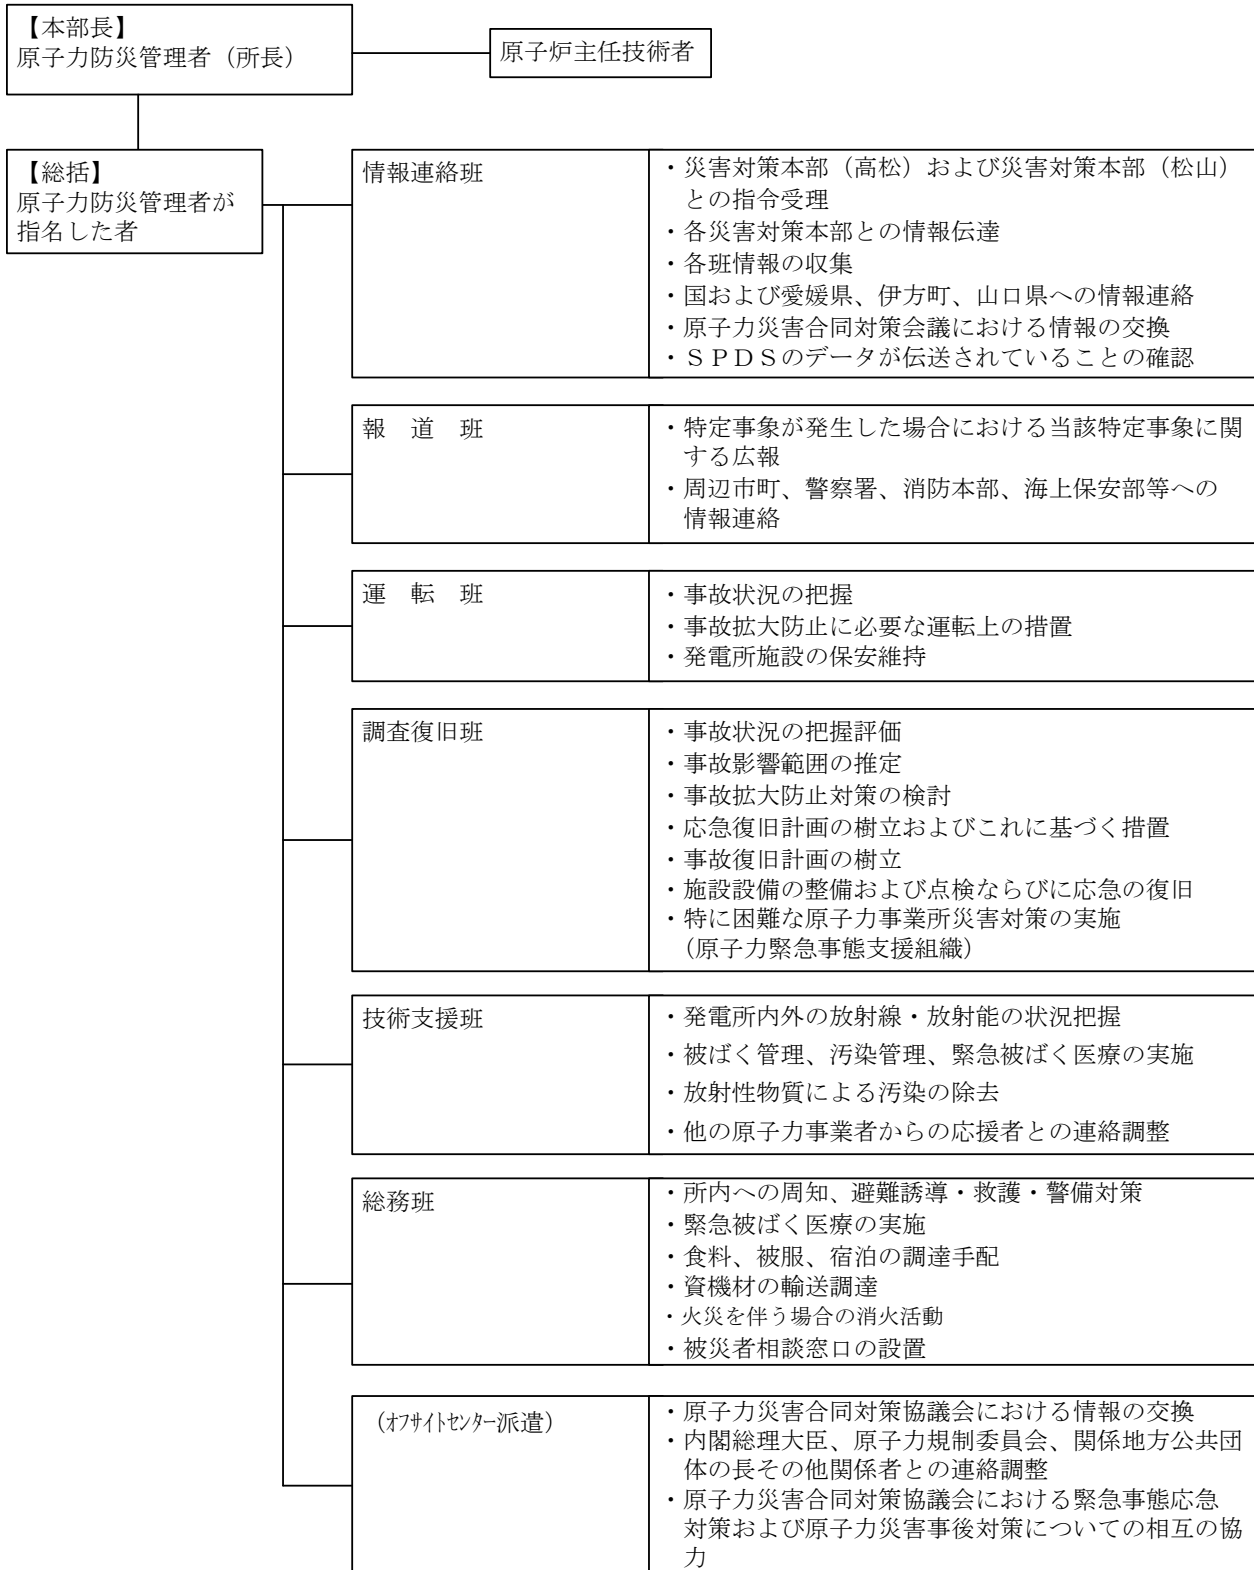 【本部長】
原子力防災管理者（所長）
原子炉主任技術者
【総括】
原子力防災管理者が
指名した者
情報連絡班
・災害対策本部（高松）および災害対策本部（松山）
との指令受理
・各災害対策本部との情報伝達
・各班情報の収集
・国および愛媛県、伊方町、山口県への情報連絡
・原子力災害合同対策会議における情報の交換
・ＳＰＤＳのデータが伝送されていることの確認
報　道　班
・特定事象が発生した場合における当該特定事象に関
する広報
・周辺市町、警察署、消防本部、海上保安部等への
情報連絡
運　転　班
・事故状況の把握
・事故拡大防止に必要な運転上の措置
・発電所施設の保安維持
調査復旧班
・事故状況の把握評価
・事故影響範囲の推定
・事故拡大防止対策の検討
・応急復旧計画の樹立およびこれに基づく措置
・事故復旧計画の樹立
・施設設備の整備および点検ならびに応急の復旧
・特に困難な原子力事業所災害対策の実施
（原子力緊急事態支援組織）
技術支援班
・発電所内外の放射線・放射能の状況把握
・被ばく管理、汚染管理、緊急被ばく医療の実施
・放射性物質による汚染の除去
・他の原子力事業者からの応援者との連絡調整
総務班
・所内への周知、避難誘導・救護・警備対策
・緊急被ばく医療の実施
・食料、被服、宿泊の調達手配
・資機材の輸送調達
・火災を伴う場合の消火活動
・被災者相談窓口の設置
（ｵﾌｻｲﾄｾﾝﾀｰ派遣）
・原子力災害合同対策協議会における情報の交換
・内閣総理大臣、原子力規制委員会、関係地方公共団
体の長その他関係者との連絡調整
・原子力災害合同対策協議会における緊急事態応急
対策および原子力災害事後対策についての相互の協
力